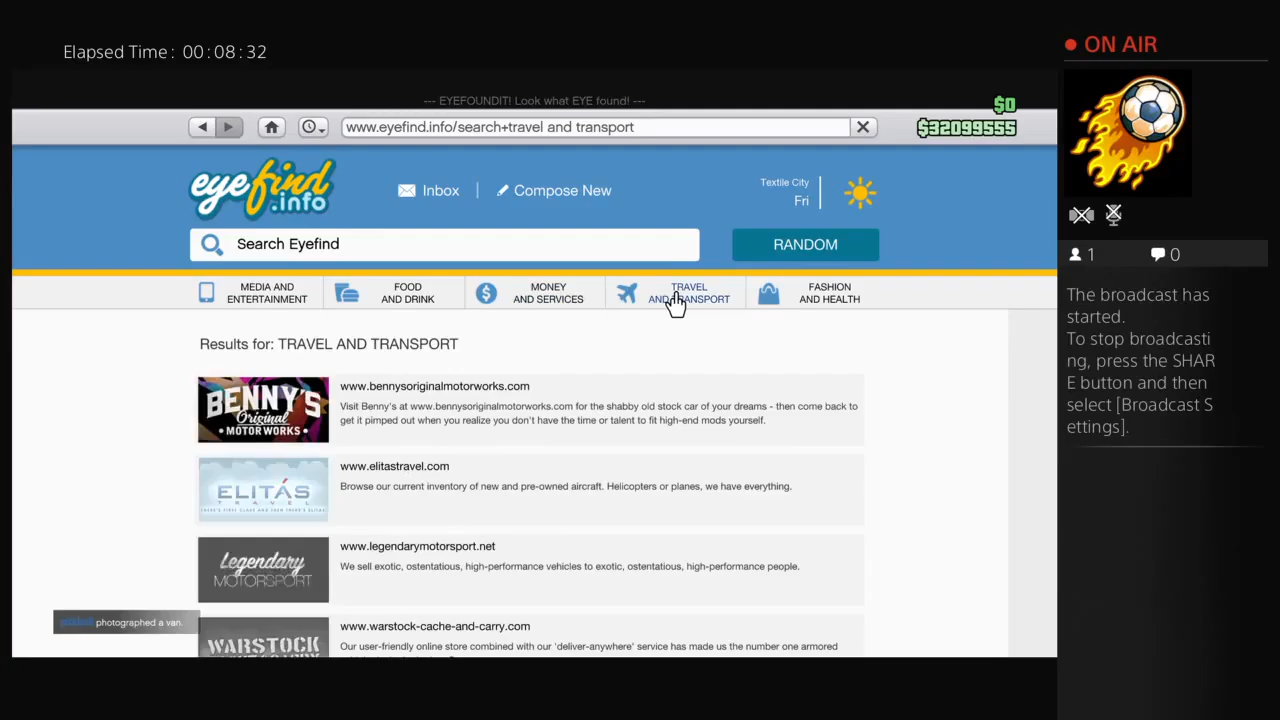 Elapsed Time: 00:08:32
ON AIR
--- EYEFOUNDIT! Look what EYE found! ---
$0
www.eyefind.info/search+travel and transport
$32099555
eyefind
.info
Inbox
Compose New
Textile City
Fri
Search Eyefind
RANDOM
1
0
MEDIA AND
ENTERTAINMENT
FOOD
AND DRINK
MONEY
AND SERVICES
TRAVEL
AND TRANSPORT
FASHION
AND HEALTH
The broadcast has
started.
To stop broadcasti
ng, press the SHAR
E button and then
select [Broadcast S
ettings].
Results for: TRAVEL AND TRANSPORT
BENNY'S
Original
MOTOR WORKS
www.bennysoriginalmotorworks.com
Visit Benny's at www.bennysoriginalmotorworks.com for the shabby old stock car of your dreams - then come back to
get it pimped out when you realize you don't have the time or talent to fit high-end mods yourself.
ELITÁS
TRAVEL
THERE'S FIRST CLASS AND THEN THERE'S ELITAS
www.elitastravel.com
Browse our current inventory of new and pre-owned aircraft. Helicopters or planes, we have everything.
Legendary
MOTORSPORT
www.legendarymotorsport.net
We sell exotic, ostentatious, high-performance vehicles to exotic, ostentatious, high-performance people.
photographed a van.
WARSTOCK
www.warstock-cache-and-carry.com
Our user-friendly online store combined with our 'deliver-anywhere' service has made us the number one armored